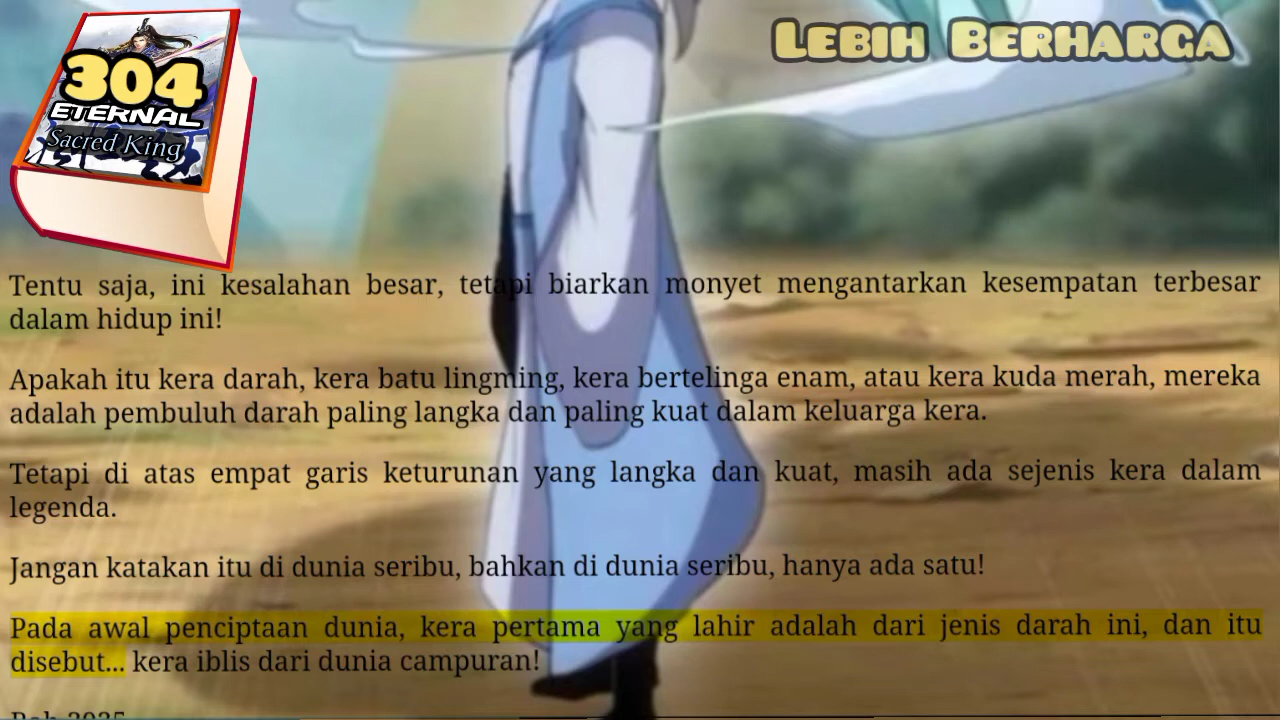 304
ETERNAL
Sacred King
LEBIH BERHARGA
Tentu saja, ini kesalahan besar, tetapi biarkan monyet mengantarkan kesempatan terbesar
dalam hidup ini!
Apakah itu kera darah, kera batu lingming, kera bertelinga enam, atau kera kuda merah, mereka
adalah pembuluh darah paling langka dan paling kuat dalam keluarga kera.
Tetapi di atas empat garis keturunan yang langka dan kuat, masih ada sejenis kera dalam
legenda.
Jangan katakan itu di dunia seribu, bahkan di dunia seribu, hanya ada satu!
Pada awal penciptaan dunia, kera pertama yang lahir adalah dari jenis darah ini, dan itu
disebut... kera iblis dari dunia campuran!